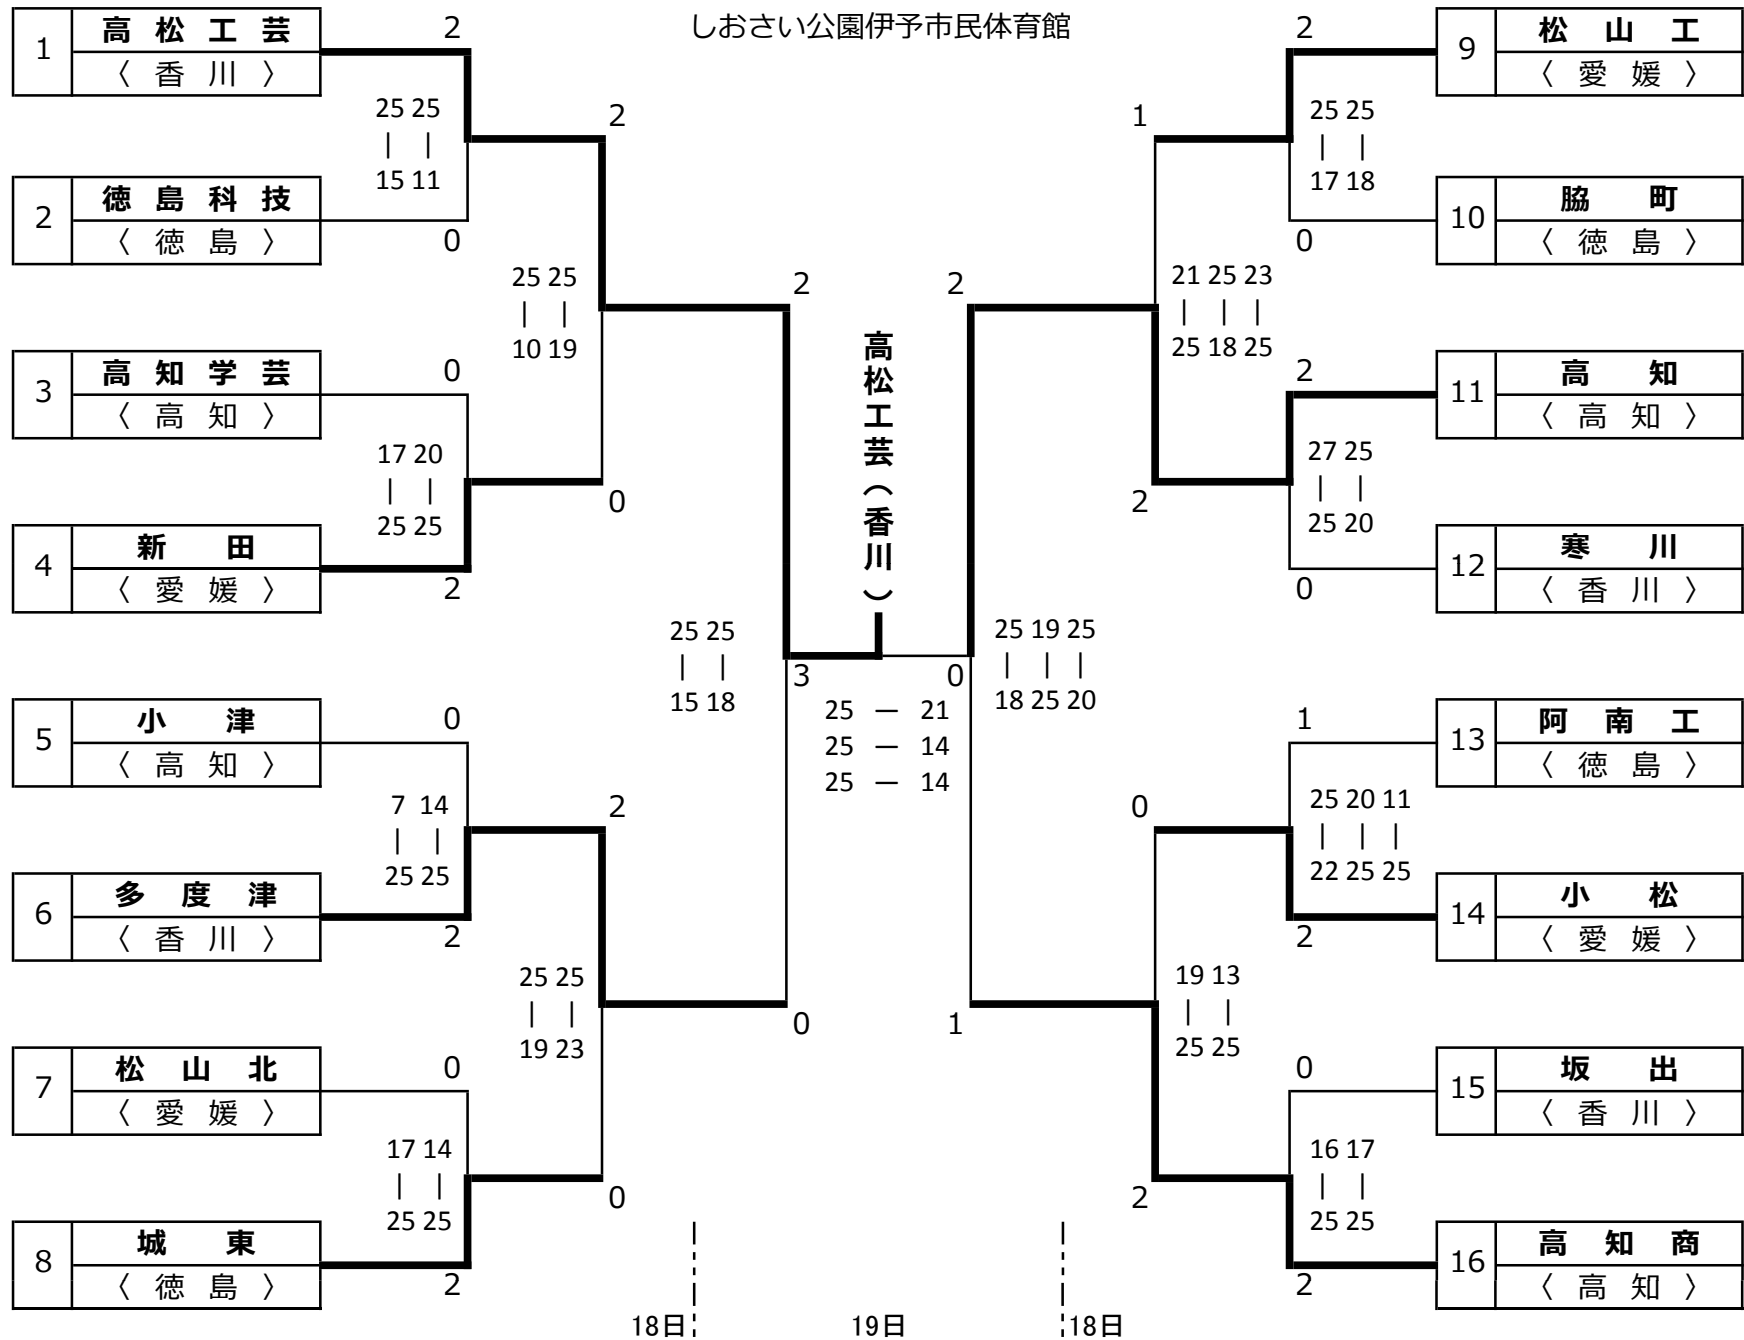 しおさい公園伊予市民体育館
1
高松工芸
〈香川〉
2
25 25
| |
15 11
2
徳島科技
〈徳島〉
0
2
25 25
| |
10 19
3
高知学芸
〈高知〉
0
17 20
| |
25 25
4
新田
〈愛媛〉
2
0
2
25 25
| |
15 18
5
小津
〈高知〉
0
7 14
| |
25 25
6
多度津
〈香川〉
2
2
25 25
| |
19 23
7
松山北
〈愛媛〉
0
17 14
| |
25 25
8
城東
〈徳島〉
2
0
0
高松工芸（香川）
3
0
25 — 21
25 — 14
25 — 14
2
9
松山工
〈愛媛〉
25 25
| |
17 18
10
脇町
〈徳島〉
0
1
21 25 23
| | |
25 18 25
2
11
高知
〈高知〉
27 25
| |
25 20
12
寒川
〈香川〉
0
2
2
25 19 25
| | |
18 25 20
1
13
阿南工
〈徳島〉
25 20 11
| | |
22 25 25
14
小松
〈愛媛〉
2
0
19 13
| |
25 25
0
15
坂出
〈香川〉
16 17
| |
25 25
16
高知商
〈高知〉
2
2
1
18日
19日
18日